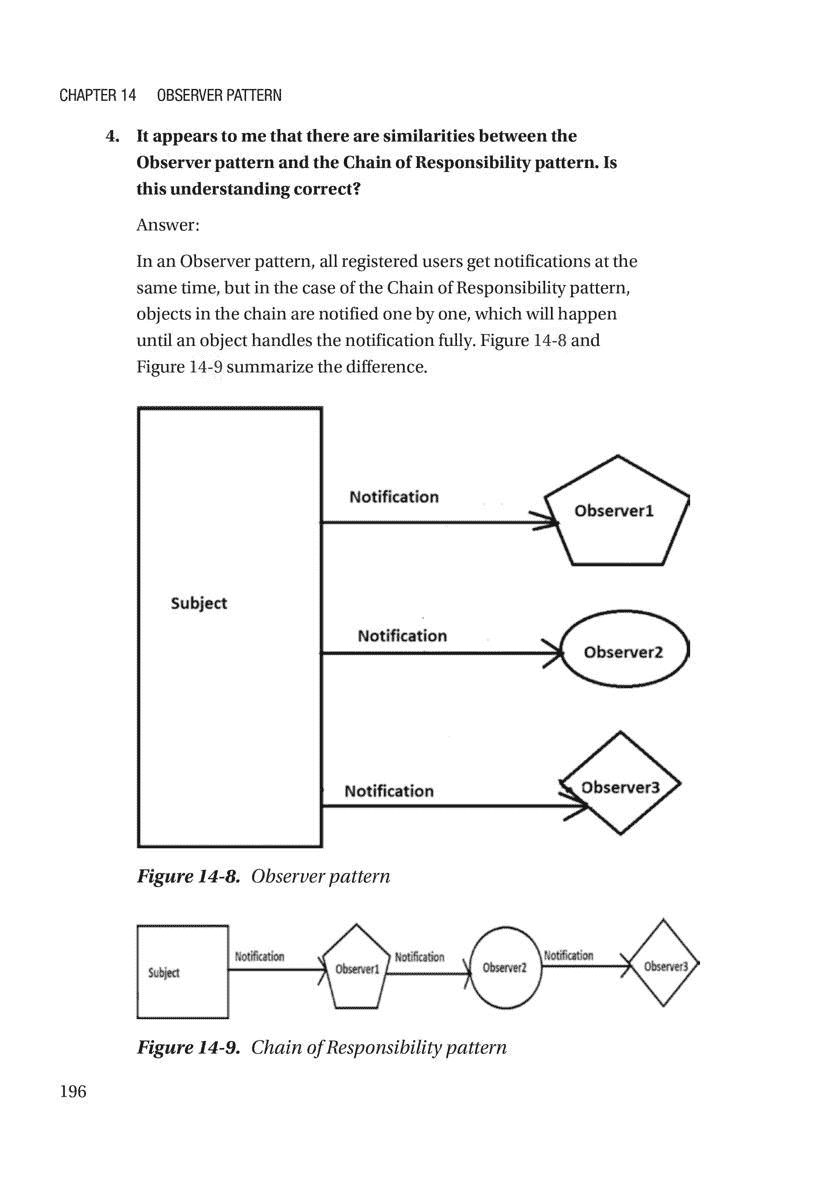 CHAPTER 14 OBSERVER PATTERN
4. It appears to me that there are similarities between the
Observer pattern and the Chain of Responsibility pattern. Is
this understanding correct?
Answer:
In an Observer pattern, all registered users get notifications at the
same time, but in the case of the Chain of Responsibility pattern,
objects in the chain are notified one by one, which will happen
until an object handles the notification fully. Figure 14-8 and
Figure 14-9 summarize the difference.
Notification
Observer1
Subject
Notification
Observer2
Notification
Observer3
Figure 14-8. Observer pattern
Subject
Notification
Observer1
Notification
Observer2
Notification
Observer3
Figure 14-9. Chain of Responsibility pattern
196